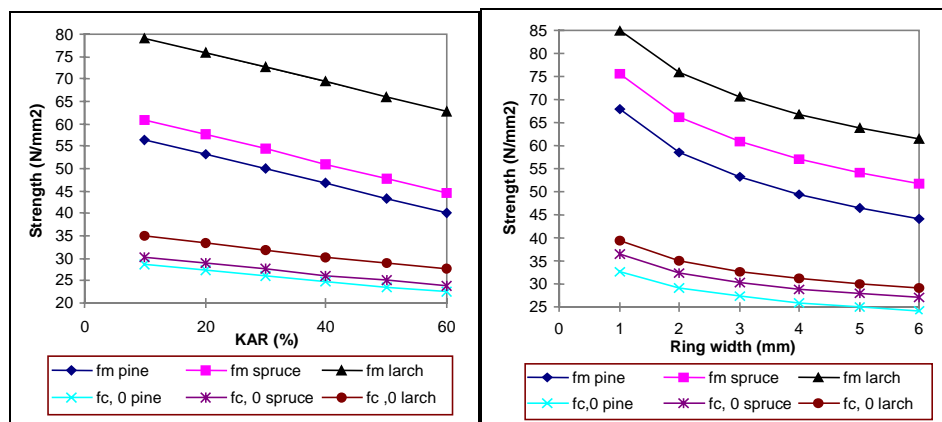 Strength (N/mm2)
80
75
70
65
60
55
50
45
40
35
30
25
20
0 20 40 60
KAR (%)
fm pine fm spruce fm larch
fc, 0 pine fc, 0 spruce fc ,0 larch
Strength (N/mm2)
85
80
75
70
65
60
55
50
45
40
35
30
25
0 1 2 3 4 5 6
Ring width (mm)
fm pine fm spruce fm larch
fc,0 pine fc, 0 spruce fc, 0 larch